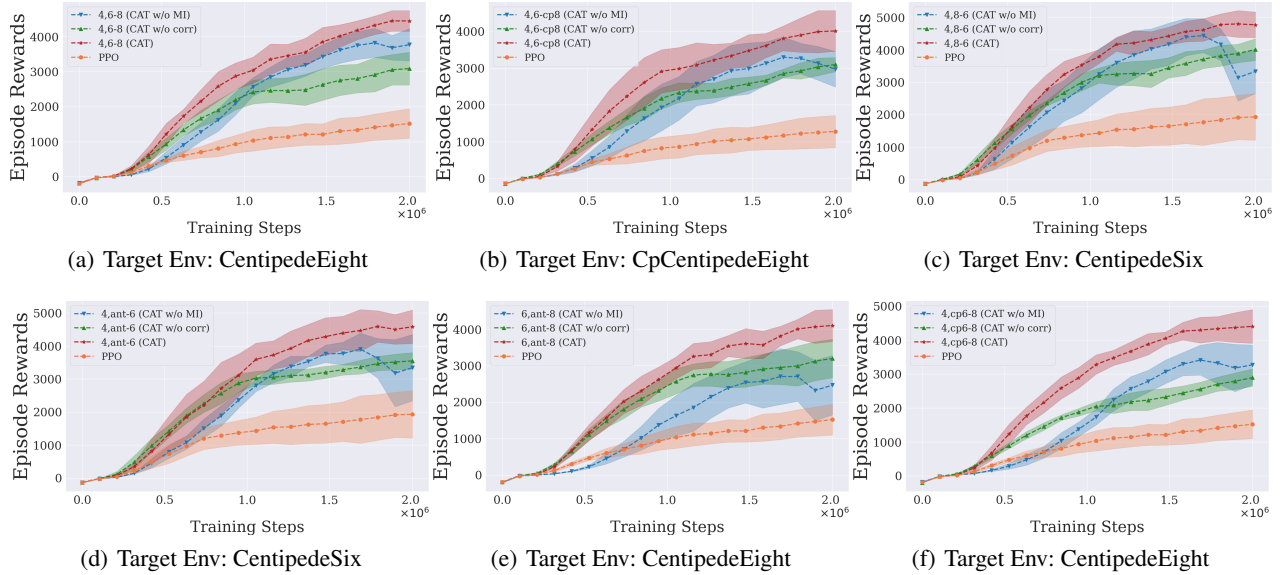 4,6-8 (CAT w/o MI)
4,6-8 (CAT w/o corr)
4,6-8 (CAT)
PPO
Episode Rewards
4000
3000
2000
1000
0
0.0 0.5 1.0 1.5 2.0
×10⁶
Training Steps
(a) Target Env: CentipedeEight
4,6-cp8 (CAT w/o MI)
4,6-cp8 (CAT w/o corr)
4,6-cp8 (CAT)
PPO
Episode Rewards
4000
3000
2000
1000
0
0.0 0.5 1.0 1.5 2.0
×10⁶
Training Steps
(b) Target Env: CpCentipedeEight
4,8-6 (CAT w/o MI)
4,8-6 (CAT w/o corr)
4,8-6 (CAT)
PPO
Episode Rewards
5000
4000
3000
2000
1000
0
0.0 0.5 1.0 1.5 2.0
×10⁶
Training Steps
(c) Target Env: CentipedeSix
4,ant-6 (CAT w/o MI)
4,ant-6 (CAT w/o corr)
4,ant-6 (CAT)
PPO
Episode Rewards
5000
4000
3000
2000
1000
0
0.0 0.5 1.0 1.5 2.0
×10⁶
Training Steps
(d) Target Env: CentipedeSix
6,ant-8 (CAT w/o MI)
6,ant-8 (CAT w/o corr)
6,ant-8 (CAT)
PPO
Episode Rewards
4000
3000
2000
1000
0
0.0 0.5 1.0 1.5 2.0
×10⁶
Training Steps
(e) Target Env: CentipedeEight
4,cp6-8 (CAT w/o MI)
4,cp6-8 (CAT w/o corr)
4,cp6-8 (CAT)
PPO
Episode Rewards
5000
4000
3000
2000
1000
0
0.0 0.5 1.0 1.5 2.0
×10⁶
Training Steps
(f) Target Env: CentipedeEight